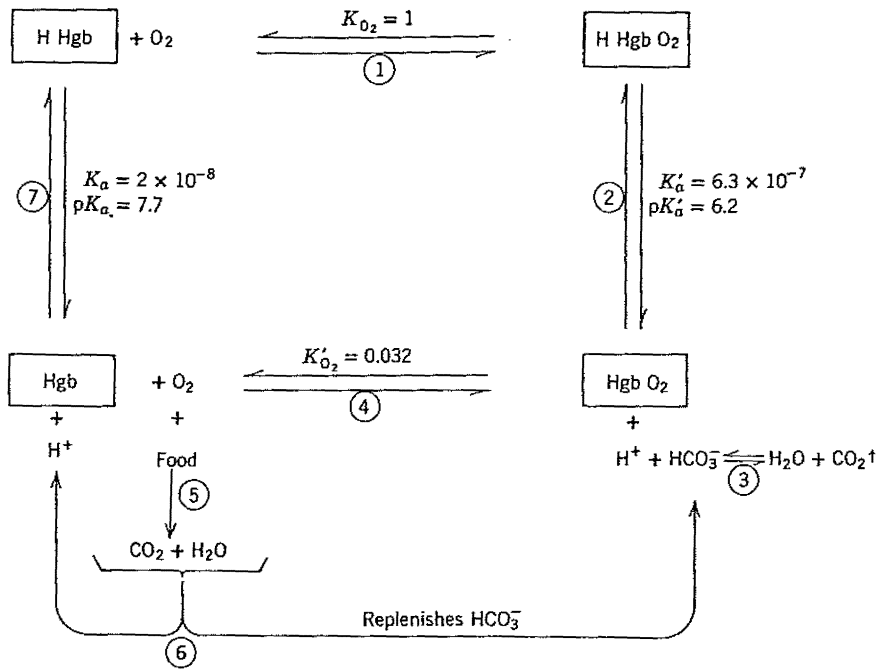 K_O₂ = 1
H Hgb + O₂ ① H Hgb O₂
⑦ K_a = 2 × 10⁻⁸
pK_a = 7.7
② K′_a = 6.3 × 10⁻⁷
pK′_a = 6.2
K′_O₂ = 0.032
Hgb + O₂ ④ Hgb O₂
+ + +
H⁺
Food
H⁺ + HCO₃⁻ ⇌ H₂O + CO₂↑
③
⑤
CO₂ + H₂O
Replenishes HCO₃⁻
⑥